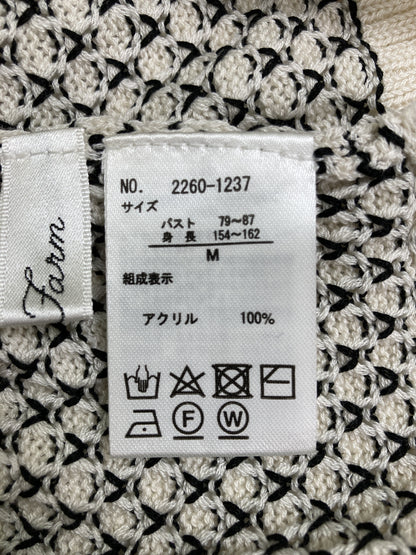 Farm
NO. 2260-1237
サイズ
バスト 79～87
身 長 154～162
M
組成表示
アクリル 100%
F
W